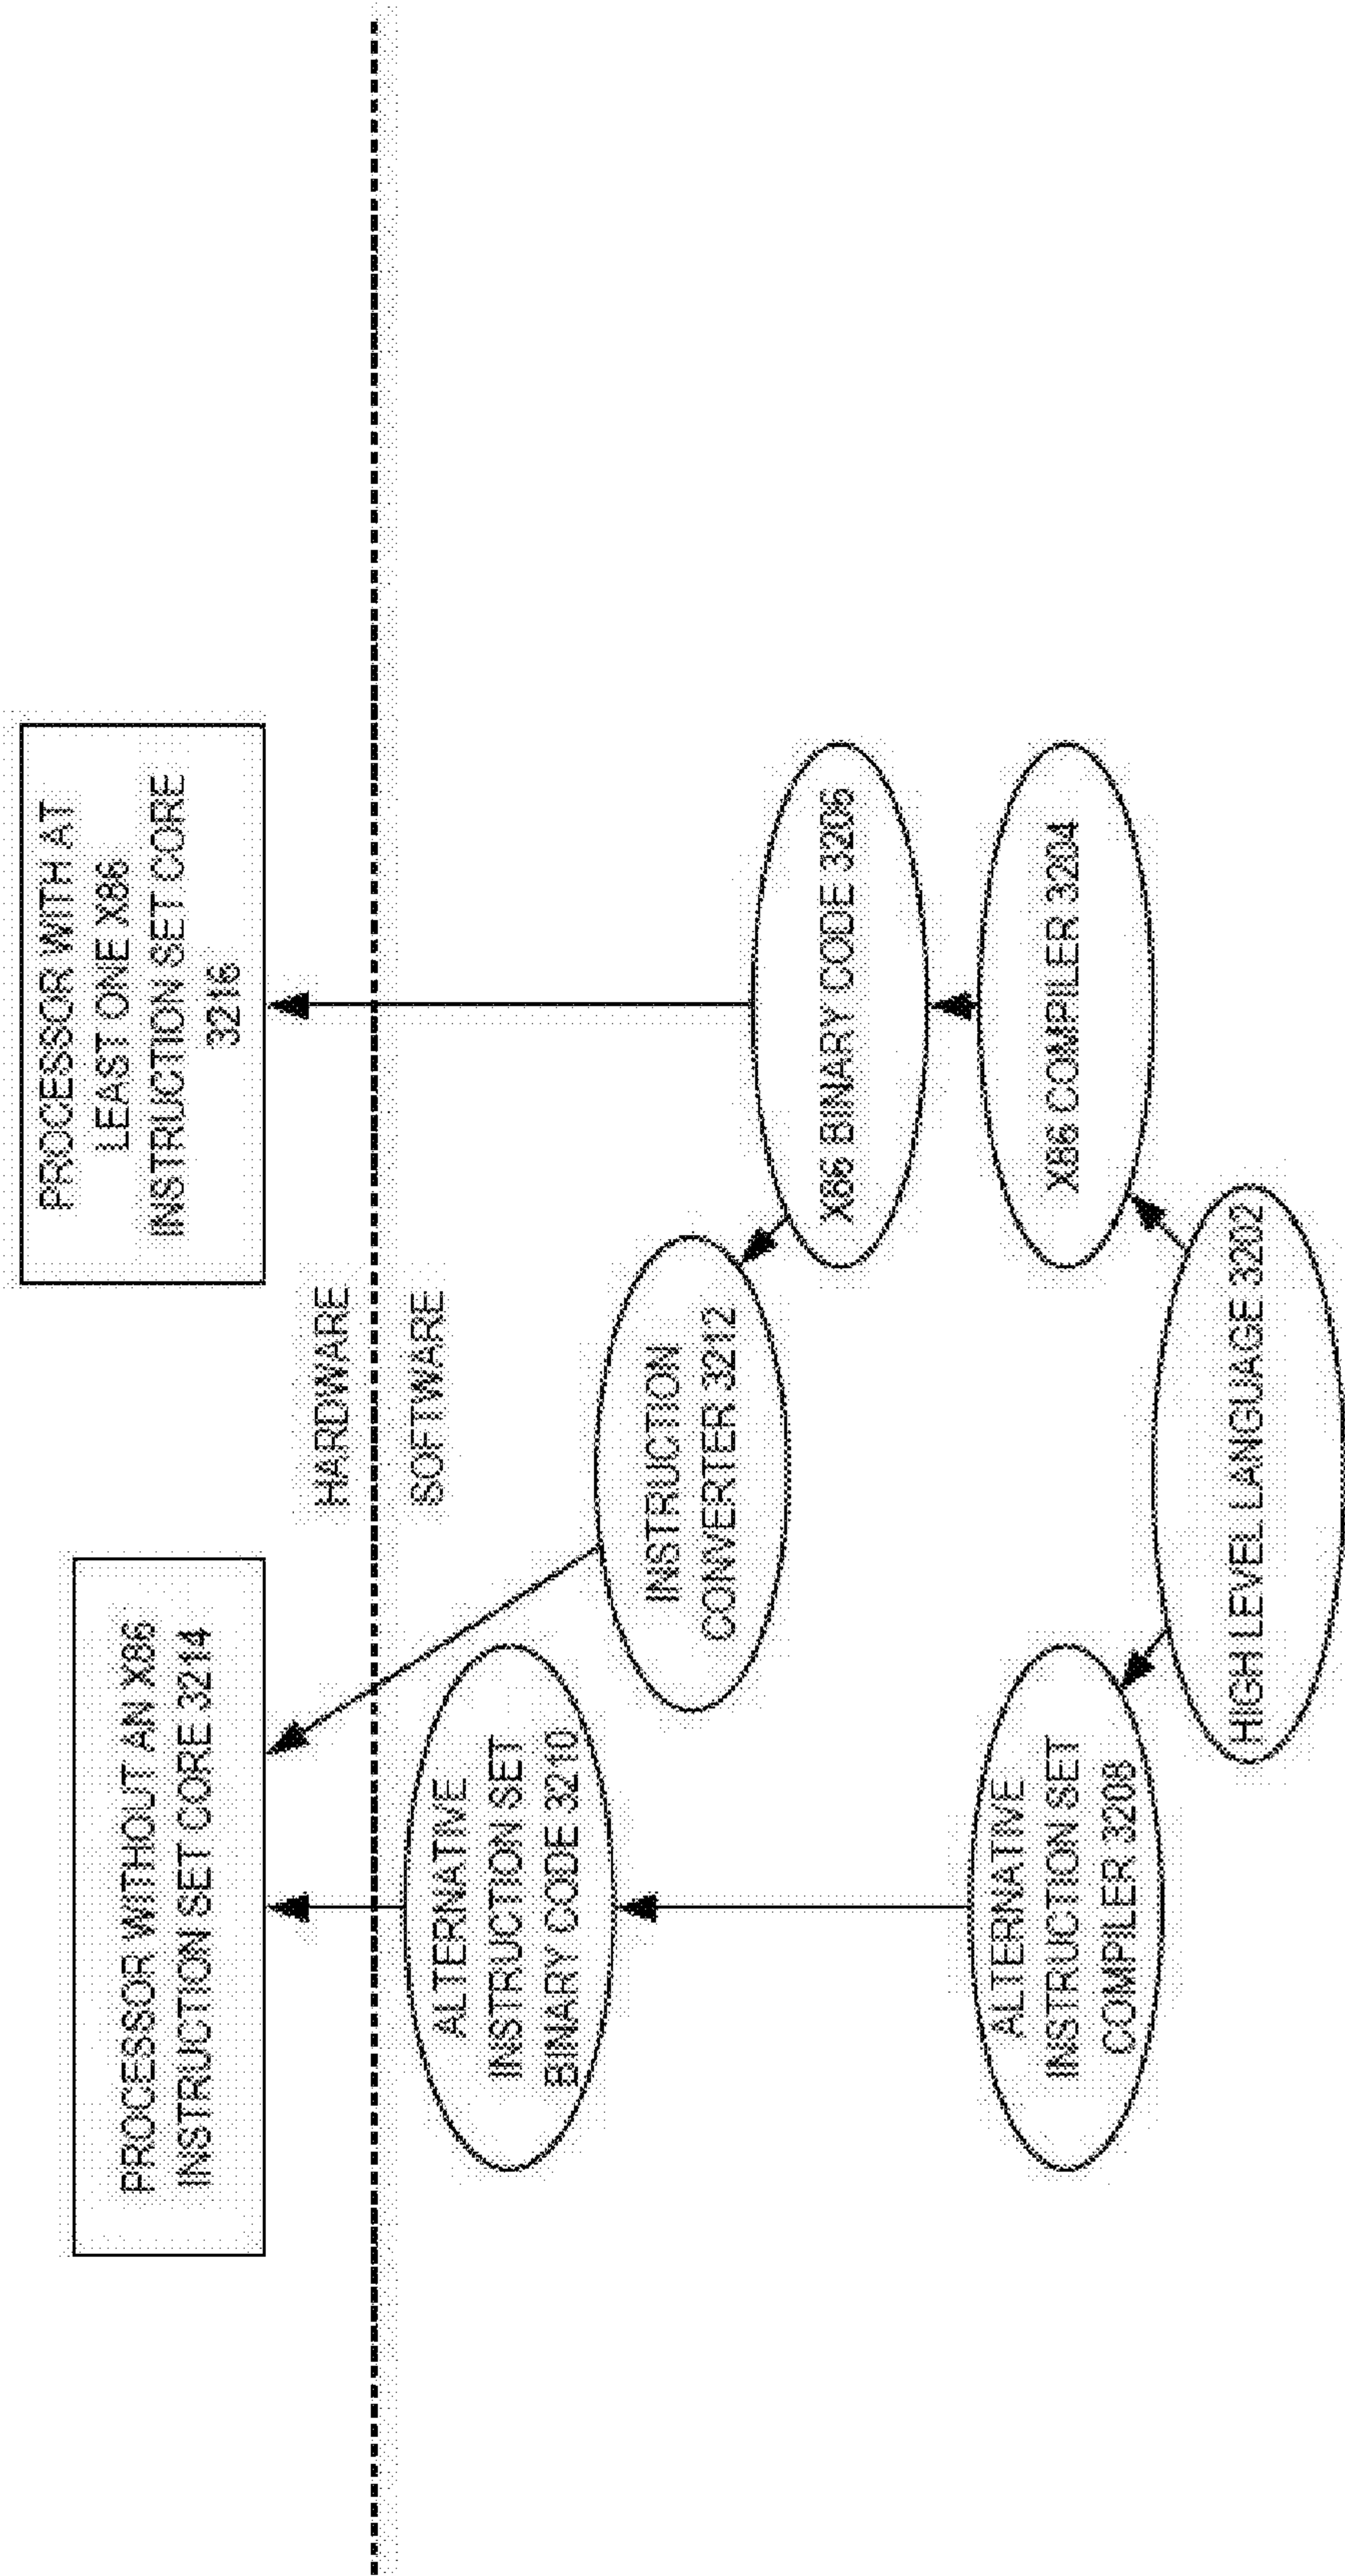 PROCESSOR WITHOUT AN X86
INSTRUCTION SET CORE 3214
PROCESSOR WITH AT
LEAST ONE X86
INSTRUCTION SET CORE
3216
HARDWARE
SOFTWARE
ALTERNATIVE
INSTRUCTION SET
BINARY CODE 3210
INSTRUCTION
CONVERTER 3212
X86 BINARY CODE 3206
ALTERNATIVE
INSTRUCTION SET
COMPILER 3208
X86 COMPILER 3204
HIGH LEVEL LANGUAGE 3202